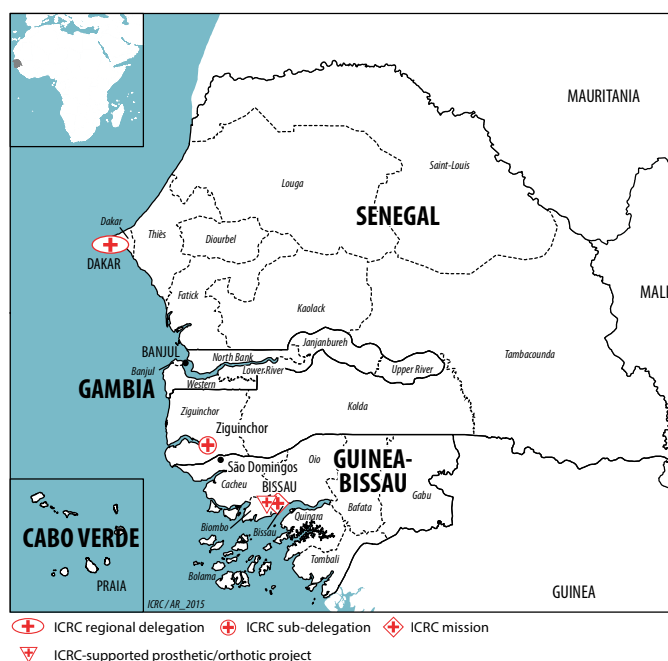 MAURITANIA
Saint-Louis
Louga
SENEGAL
Dakar
Thiès
Diourbel
DAKAR
MALI
Fatick
Kaolack
Janjanbureh
BANJUL
North Bank
Tambacounda
Banjul
Lower River
Upper River
Western
GAMBIA
Kolda
Ziguinchor
Ziguinchor
São Domingos
Oio
GUINEA-
BISSAU
Cacheu
BISSAU
Gabu
Bafata
Quinara
Biombo
Bissau
CABO VERDE
Tombali
Bolama
PRAIA
GUINEA
ICRC / AR_2015
ICRC regional delegation
ICRC sub-delegation
ICRC mission
ICRC-supported prosthetic/orthotic project